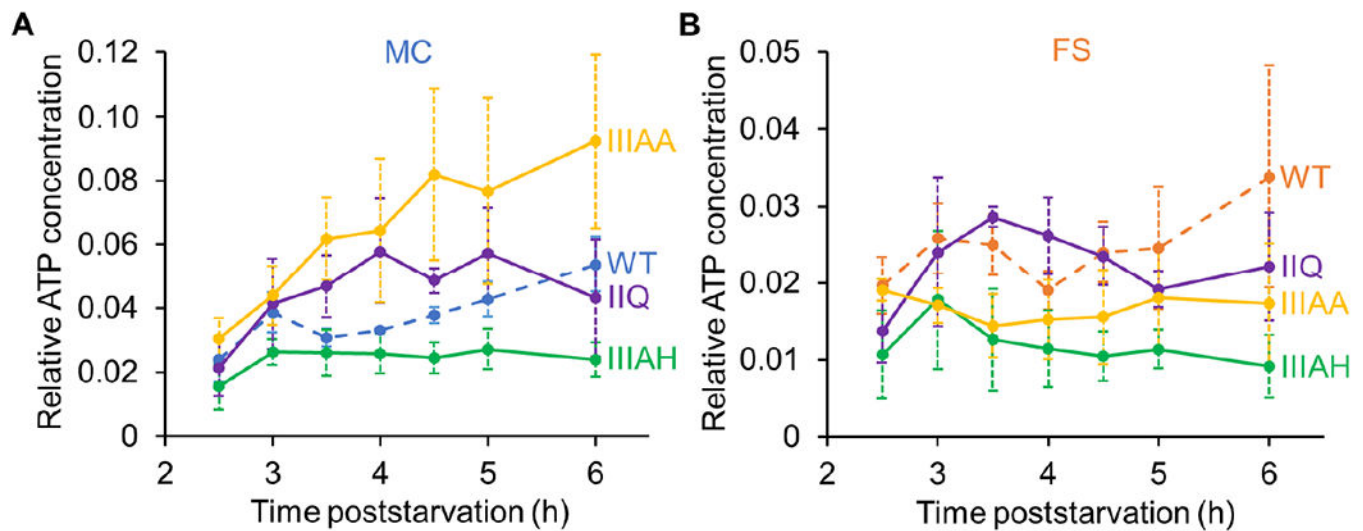 A
MC
Relative ATP concentration
0.12
0.10
0.08
0.06
0.04
0.02
0
2
3
4
5
6
Time poststarvation (h)
IIIAA
WT
IIQ
IIIAH
B
FS
Relative ATP concentration
0.05
0.04
0.03
0.02
0.01
0
2
3
4
5
6
Time poststarvation (h)
WT
IIQ
IIIAA
IIIAH